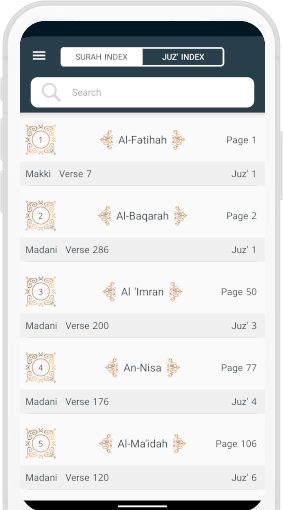 SURAH INDEX JUZ' INDEX
Search
1 Al-Fatihah Page 1
Makki Verse 7 Juz' 1
2 Al-Baqarah Page 2
Madani Verse 286 Juz' 1
3 Al 'Imran Page 50
Madani Verse 200 Juz' 3
4 An-Nisa Page 77
Madani Verse 176 Juz' 4
5 Al-Ma'idah Page 106
Madani Verse 120 Juz' 6